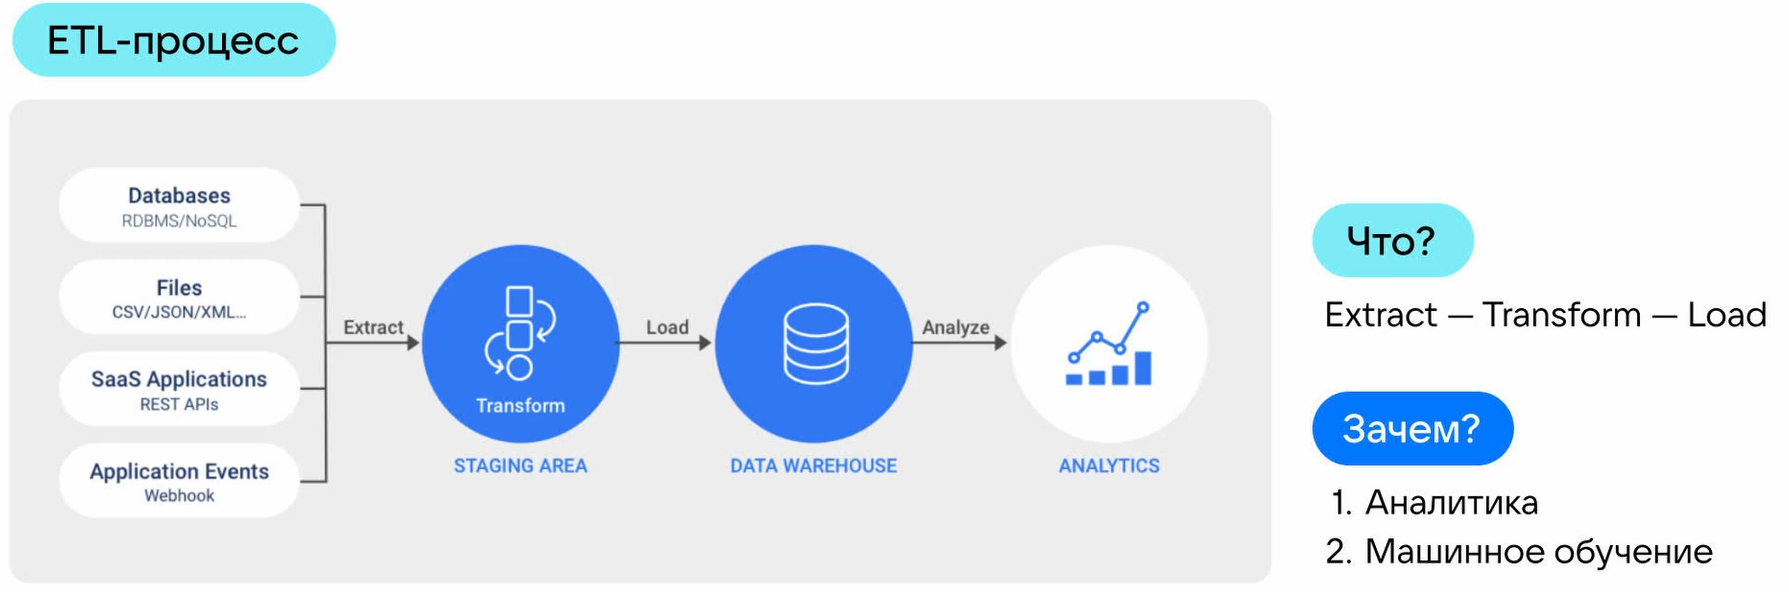 ETL-процесс
Databases
RDBMS/NoSQL
Files
CSV/JSON/XML...
SaaS Applications
REST APIs
Application Events
Webhook
Extract
Transform
STAGING AREA
Load
DATA WAREHOUSE
Analyze
ANALYTICS
Что?
Extract — Transform — Load
Зачем?
1. Аналитика
2. Машинное обучение